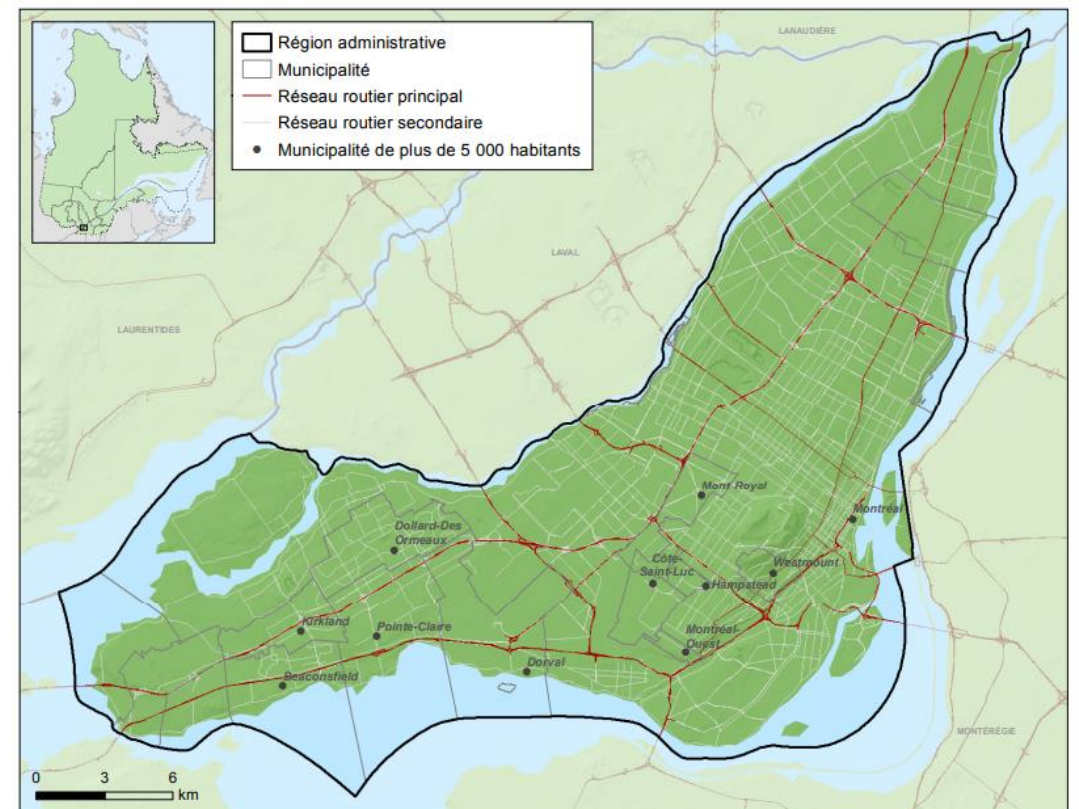 Région administrative
Municipalité
Réseau routier principal
Réseau routier secondaire
Municipalité de plus de 5 000 habitants
LANAUDIÈRE
LAVAL
LAURENTIDES
Mont-Royal
Montréal
Dollard-Des
Ormeaux
Côte-
Saint-Luc
Westmount
Hampstead
Kirkland
Pointe-Claire
Montréal-
Ouest
Dorval
Beaconsfield
MONTÉRÉGIE
0 3 6
km